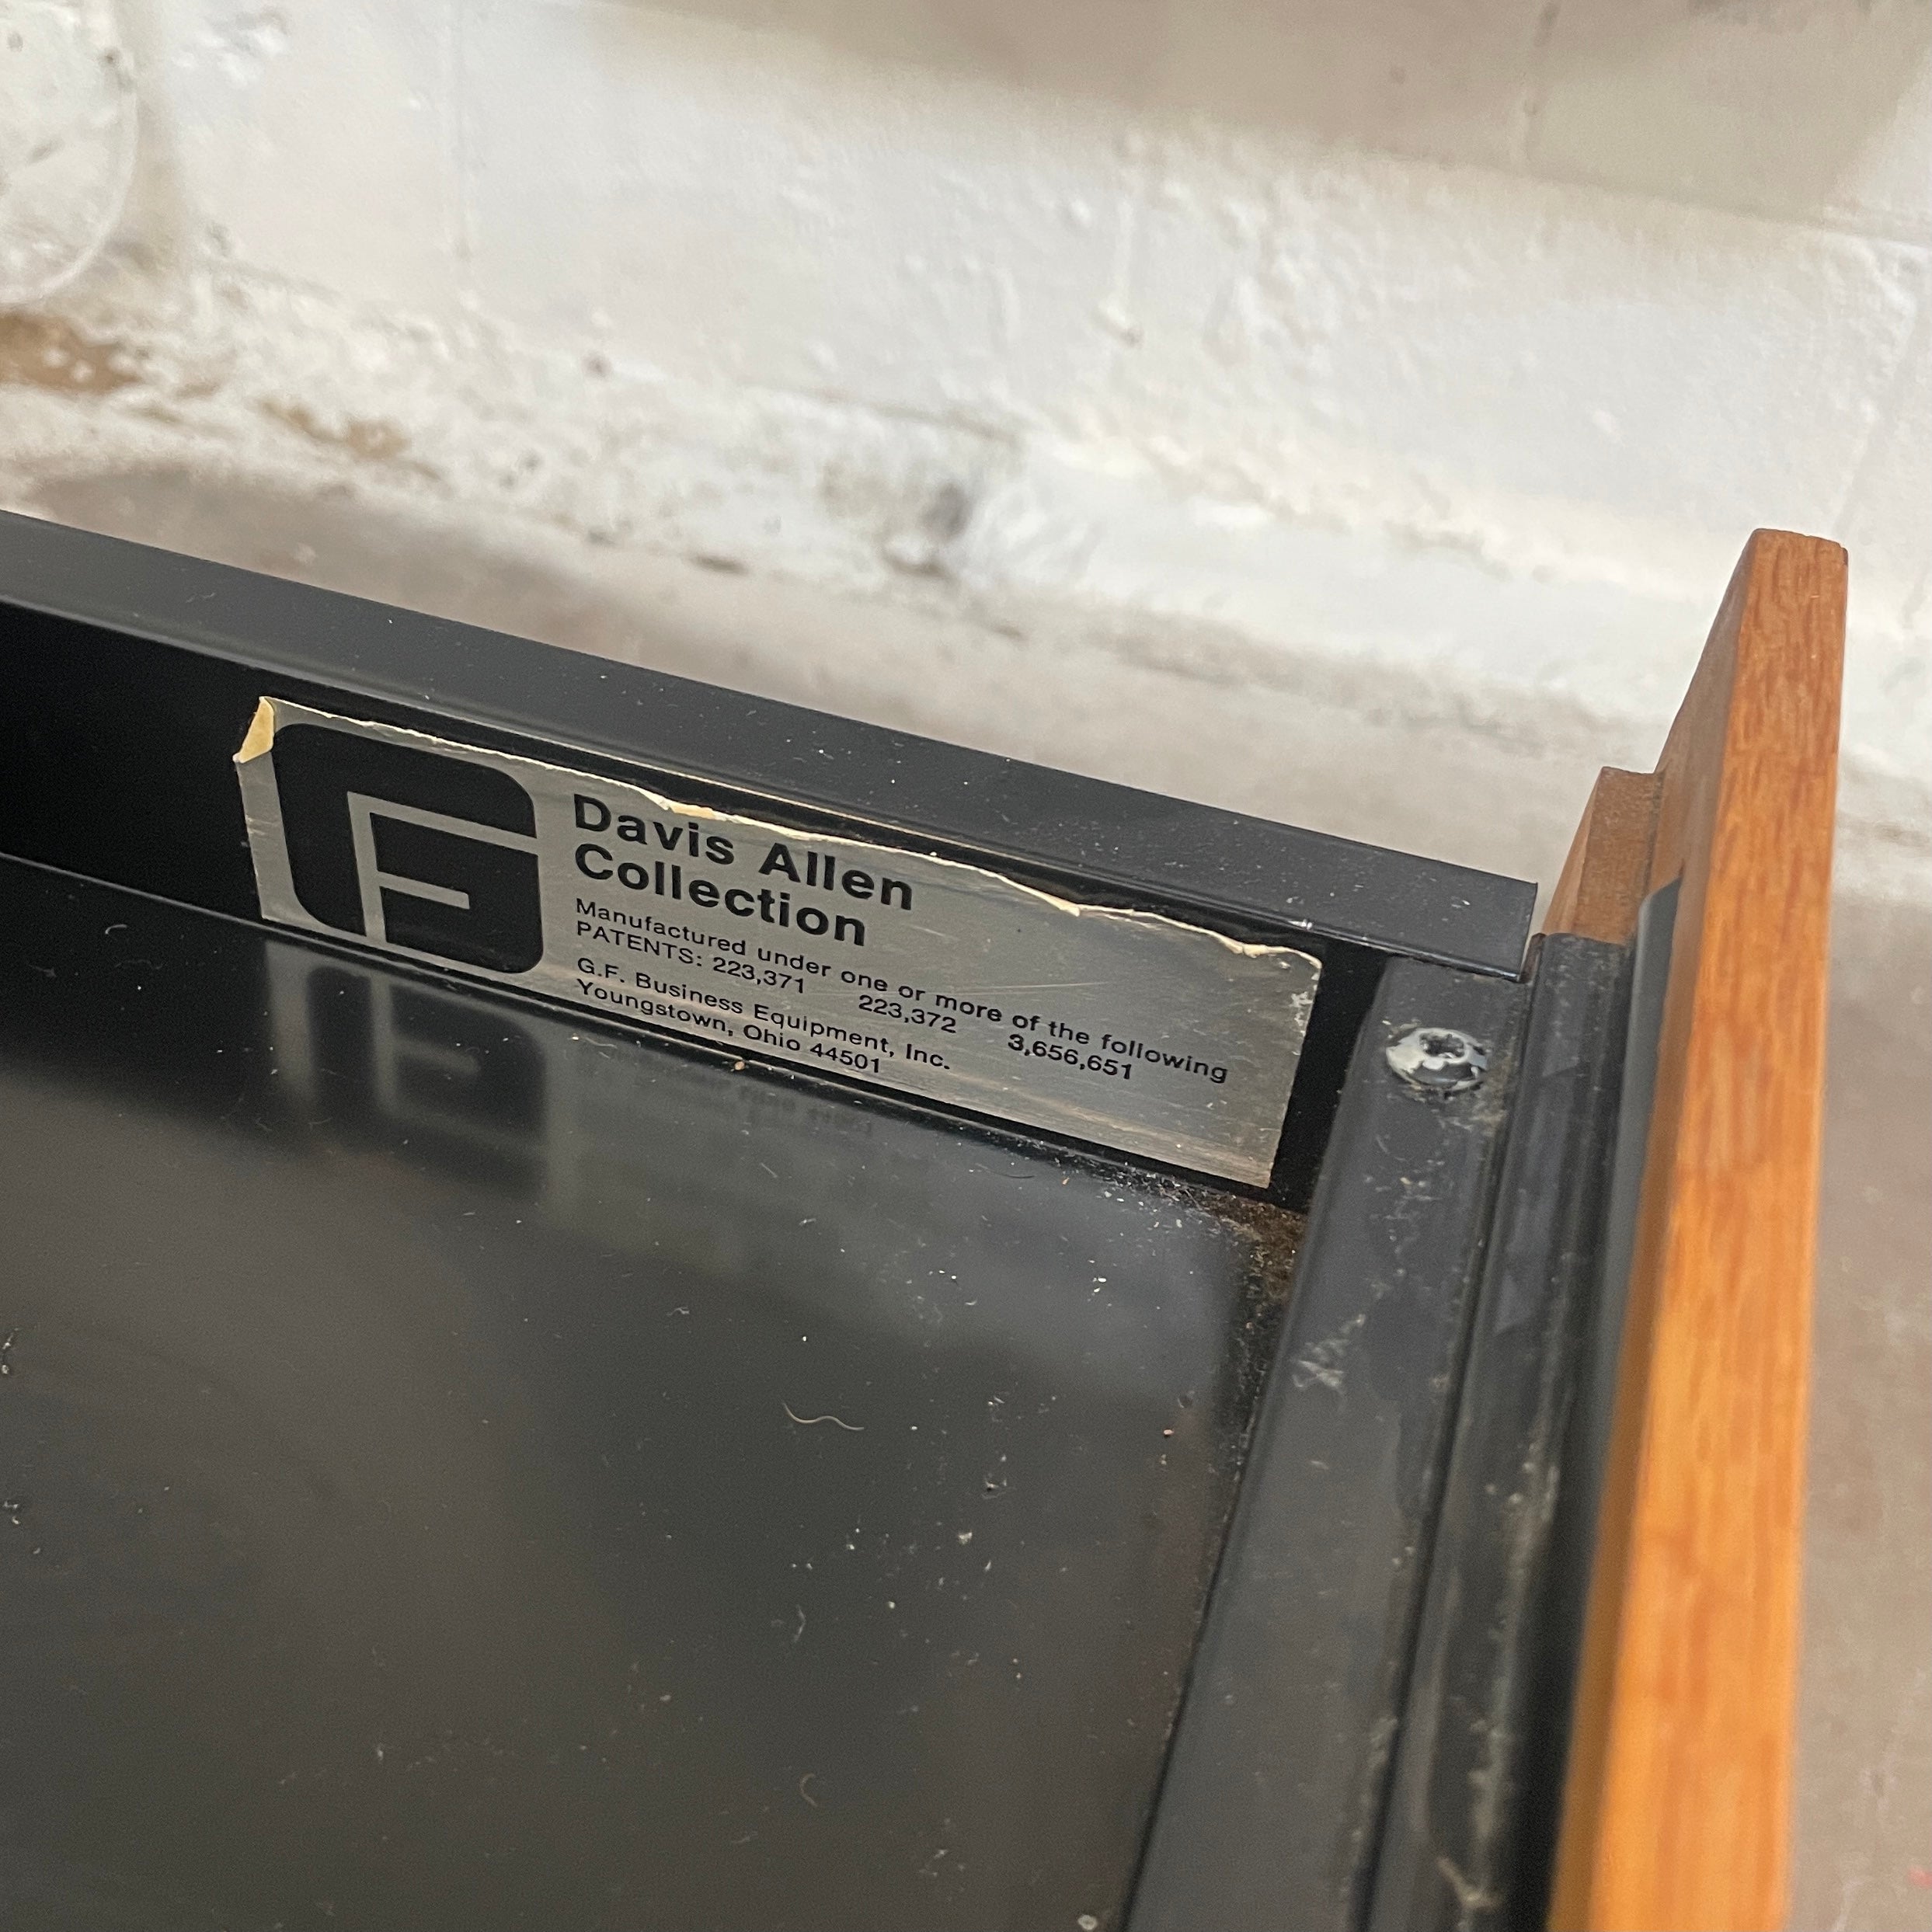 GF
Davis Allen
Collection
Manufactured under one or more of the following
PATENTS: 223,371 223,372 3,656,651
G.F. Business Equipment, Inc.
Youngstown, Ohio 44501